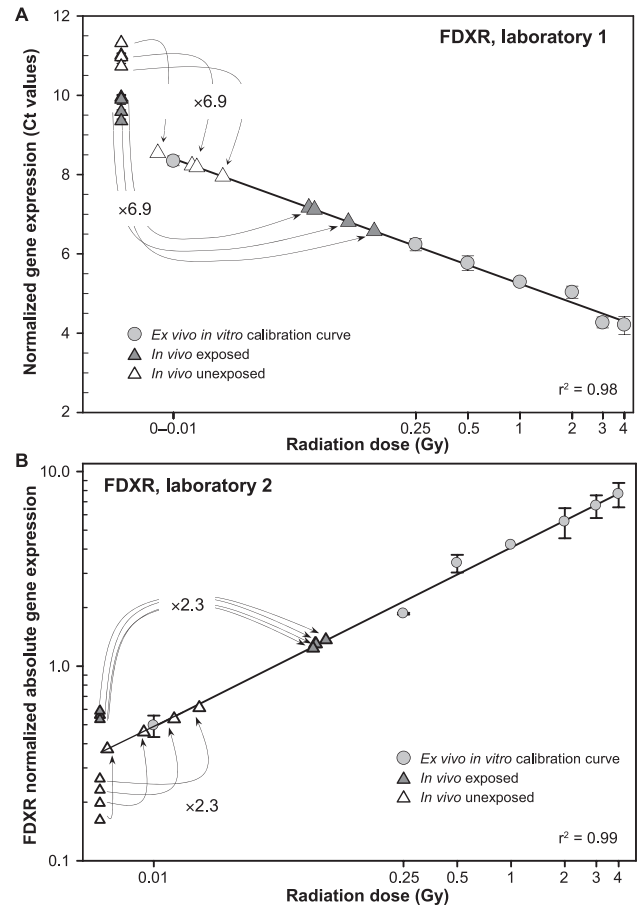 A
FDXR, laboratory 1
Normalized gene expression (Ct values)
12
10
8
6
4
2
×6.9
×6.9
Ex vivo in vitro calibration curve
In vivo exposed
In vivo unexposed
r² = 0.98
0–0.01
0.25
0.5
1
2
3
4
Radiation dose (Gy)
B
FDXR, laboratory 2
FDXR normalized absolute gene expression
10.0
1.0
0.1
×2.3
×2.3
Ex vivo in vitro calibration curve
In vivo exposed
In vivo unexposed
r² = 0.99
0.01
0.25
0.5
1
2
3
4
Radiation dose (Gy)